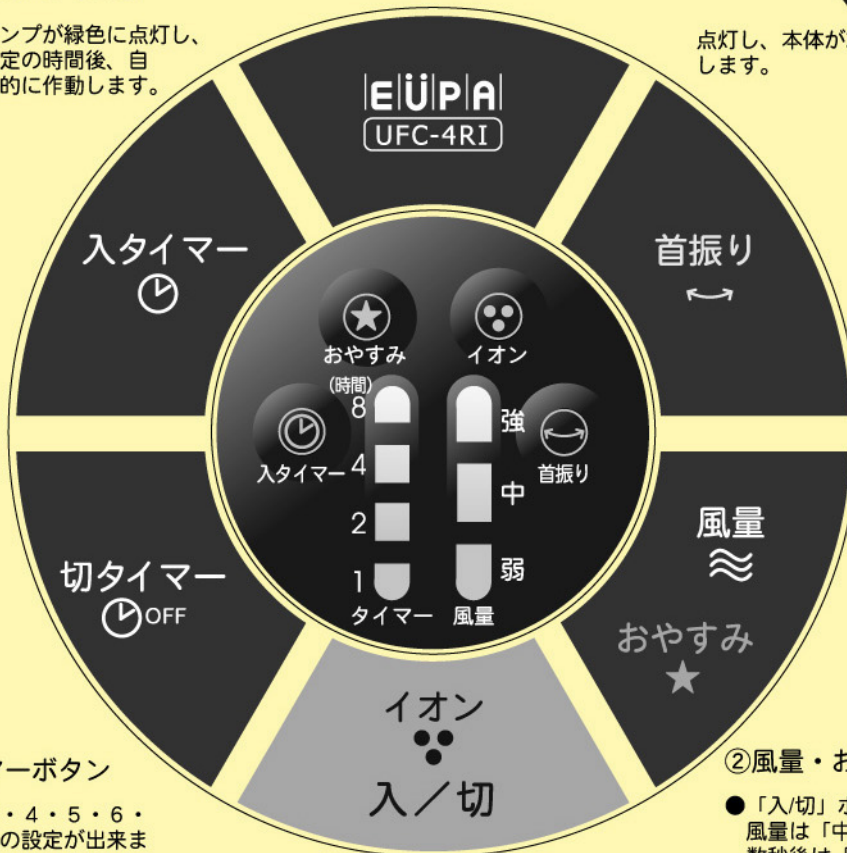 ンプが緑色に点灯し、
定の時間後、自
的に作動します。
点灯し、本体が
します。
EÜPA
UFC-4RI
入タイマー
首振り
おやすみ
イオン
(時間)
8
強
入タイマー
4
首振り
中
2
1
弱
タイマー
風量
切タイマー
OFF
風量
おやすみ
イオン
入／切
マーボタン
・4・5・6・
の設定が出来ま
②風量・お
●「入/切」ボ
風量は「中
数秒後は